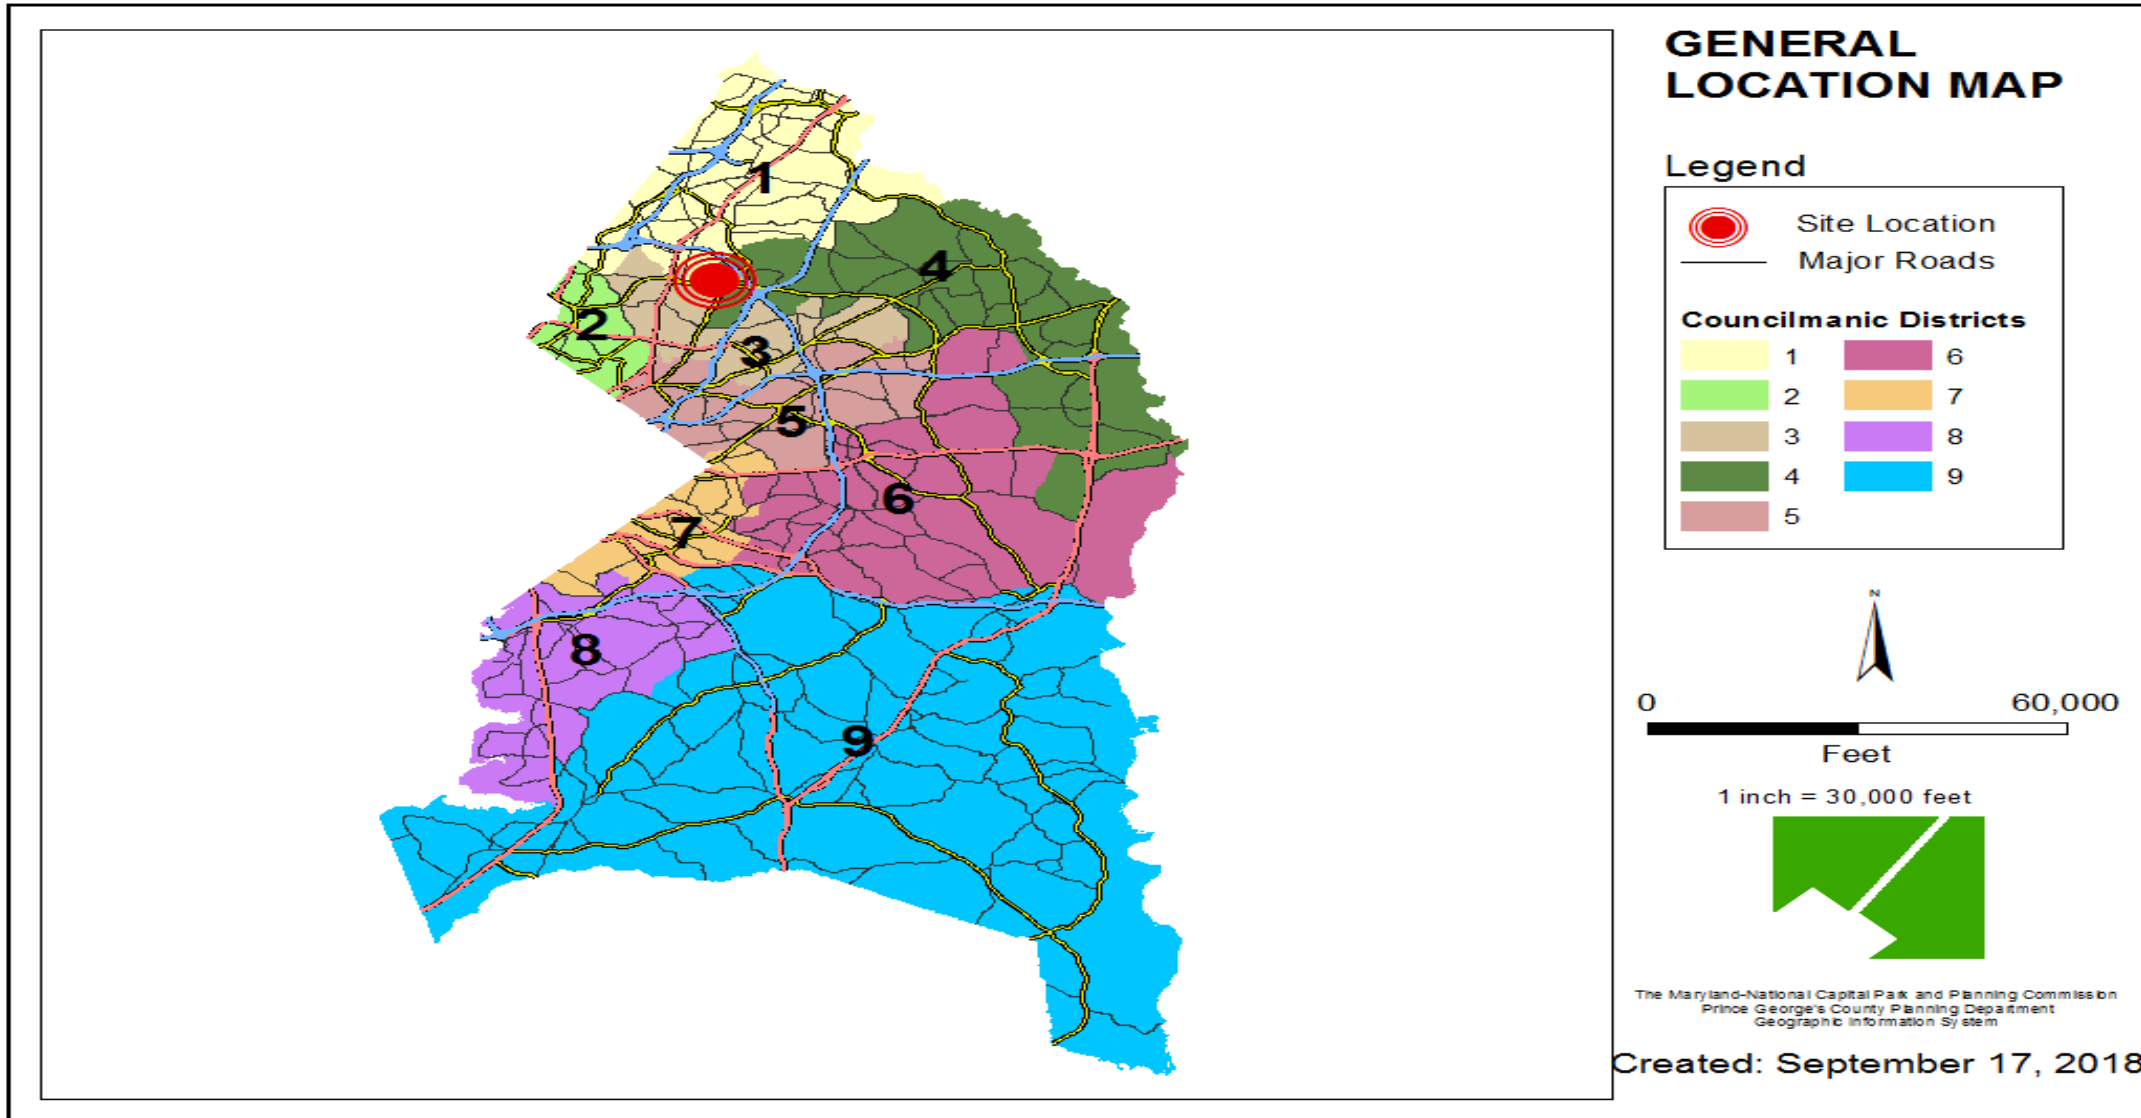 GENERAL
LOCATION MAP
Legend
Site Location
Major Roads
Councilmanic Districts
1 6
2 7
3 8
4 9
5
1
4
2
3
5
6
7
8
9
N
0 60,000
Feet
1 inch = 30,000 feet
The Maryland-National Capital Park and Planning Commission
Prince George's County Planning Department
Geographic Information System
Created: September 17, 2018